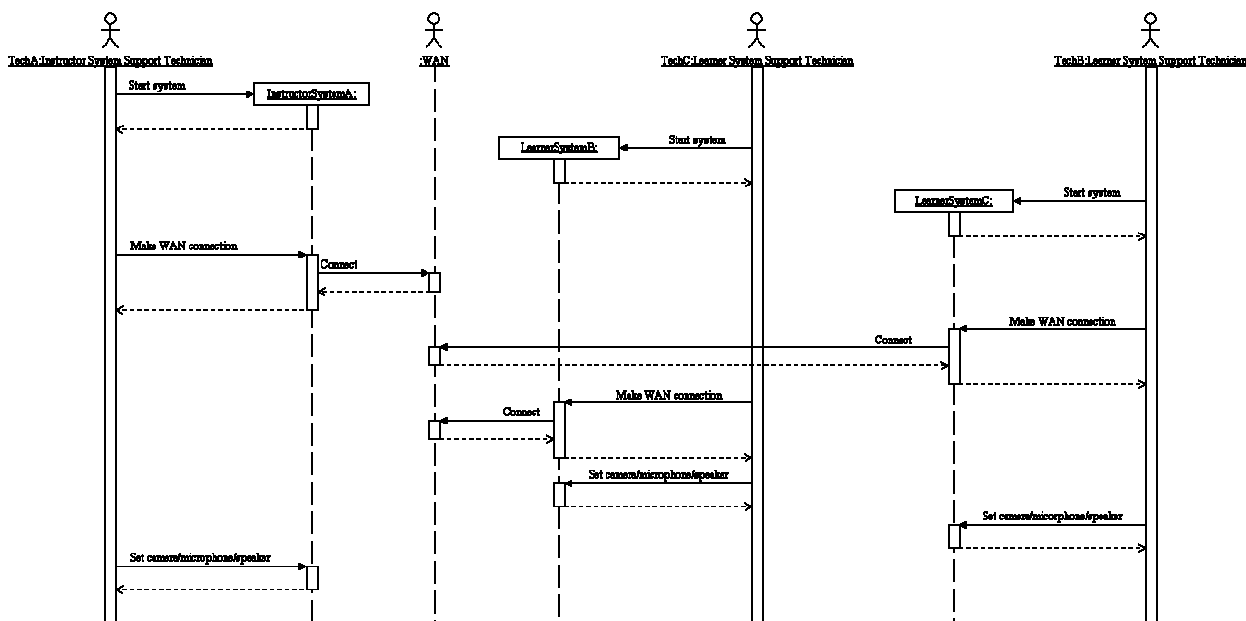 TechA:Instructor System Support Technician
:WAN
TechC:Learner System Support Technician
TechB:Learner System Support Technician
Start system
InstructorSystemA:
Start system
LearnerSystemB:
Start system
LearnerSystemC:
Make WAN connection
Connect
Make WAN connection
Connect
Make WAN connection
Connect
Set camera/microphone/speaker
Set camera/micorphone/speaker
Set camera/microphone/speaker